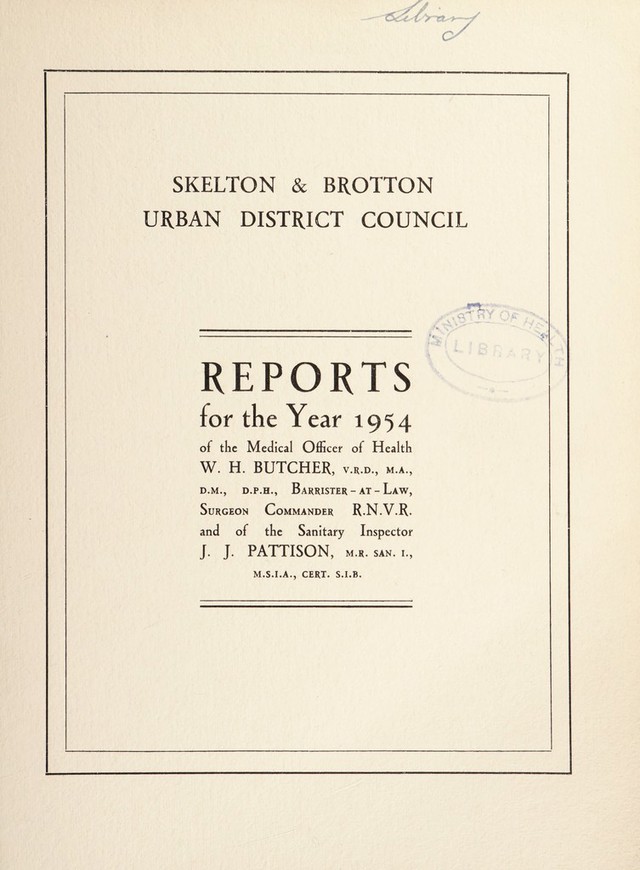 Library
SKELTON & BROTTON
URBAN DISTRICT COUNCIL
MINISTRY OF HEALTH
LIBRARY
REPORTS
for the Year 1954
of the Medical Officer of Health
W. H. BUTCHER, V.R.D., M.A.,
D.M., D.P.H., BARRISTER-AT-LAW,
SURGEON COMMANDER R.N.V.R.
and of the Sanitary Inspector
J. J. PATTISON, M.R. SAN. I.,
M.S.I.A., CERT. S.I.B.